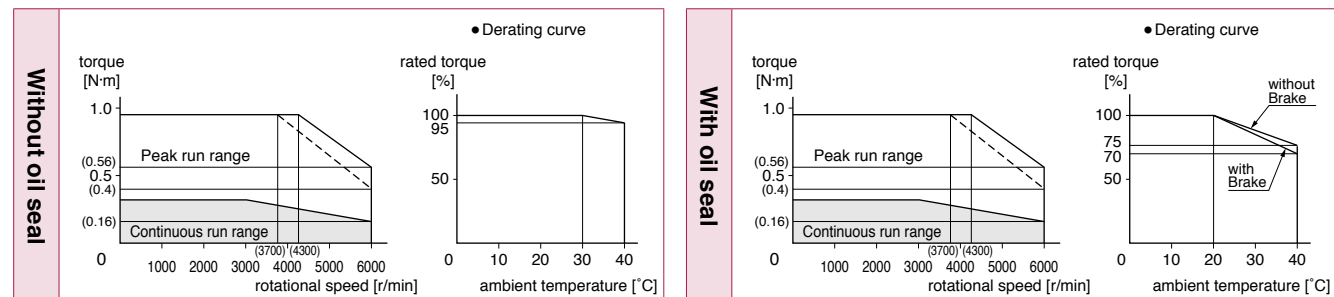 Without oil seal
torque
[N·m]
1.0
(0.56)
0.5
(0.4)
(0.16)
0
Peak run range
Continuous run range
(3700) (4300)
1000 2000 3000 4000 5000 6000
rotational speed [r/min]
● Derating curve
rated torque
[%]
100
95
50
0 10 20 30 40
ambient temperature [˚C]
With oil seal
torque
[N·m]
1.0
(0.56)
0.5
(0.4)
(0.16)
0
Peak run range
Continuous run range
(3700) (4300)
1000 2000 3000 4000 5000 6000
rotational speed [r/min]
● Derating curve
rated torque
[%]
without
Brake
100
75
70
with
Brake
50
0 10 20 30 40
ambient temperature [˚C]